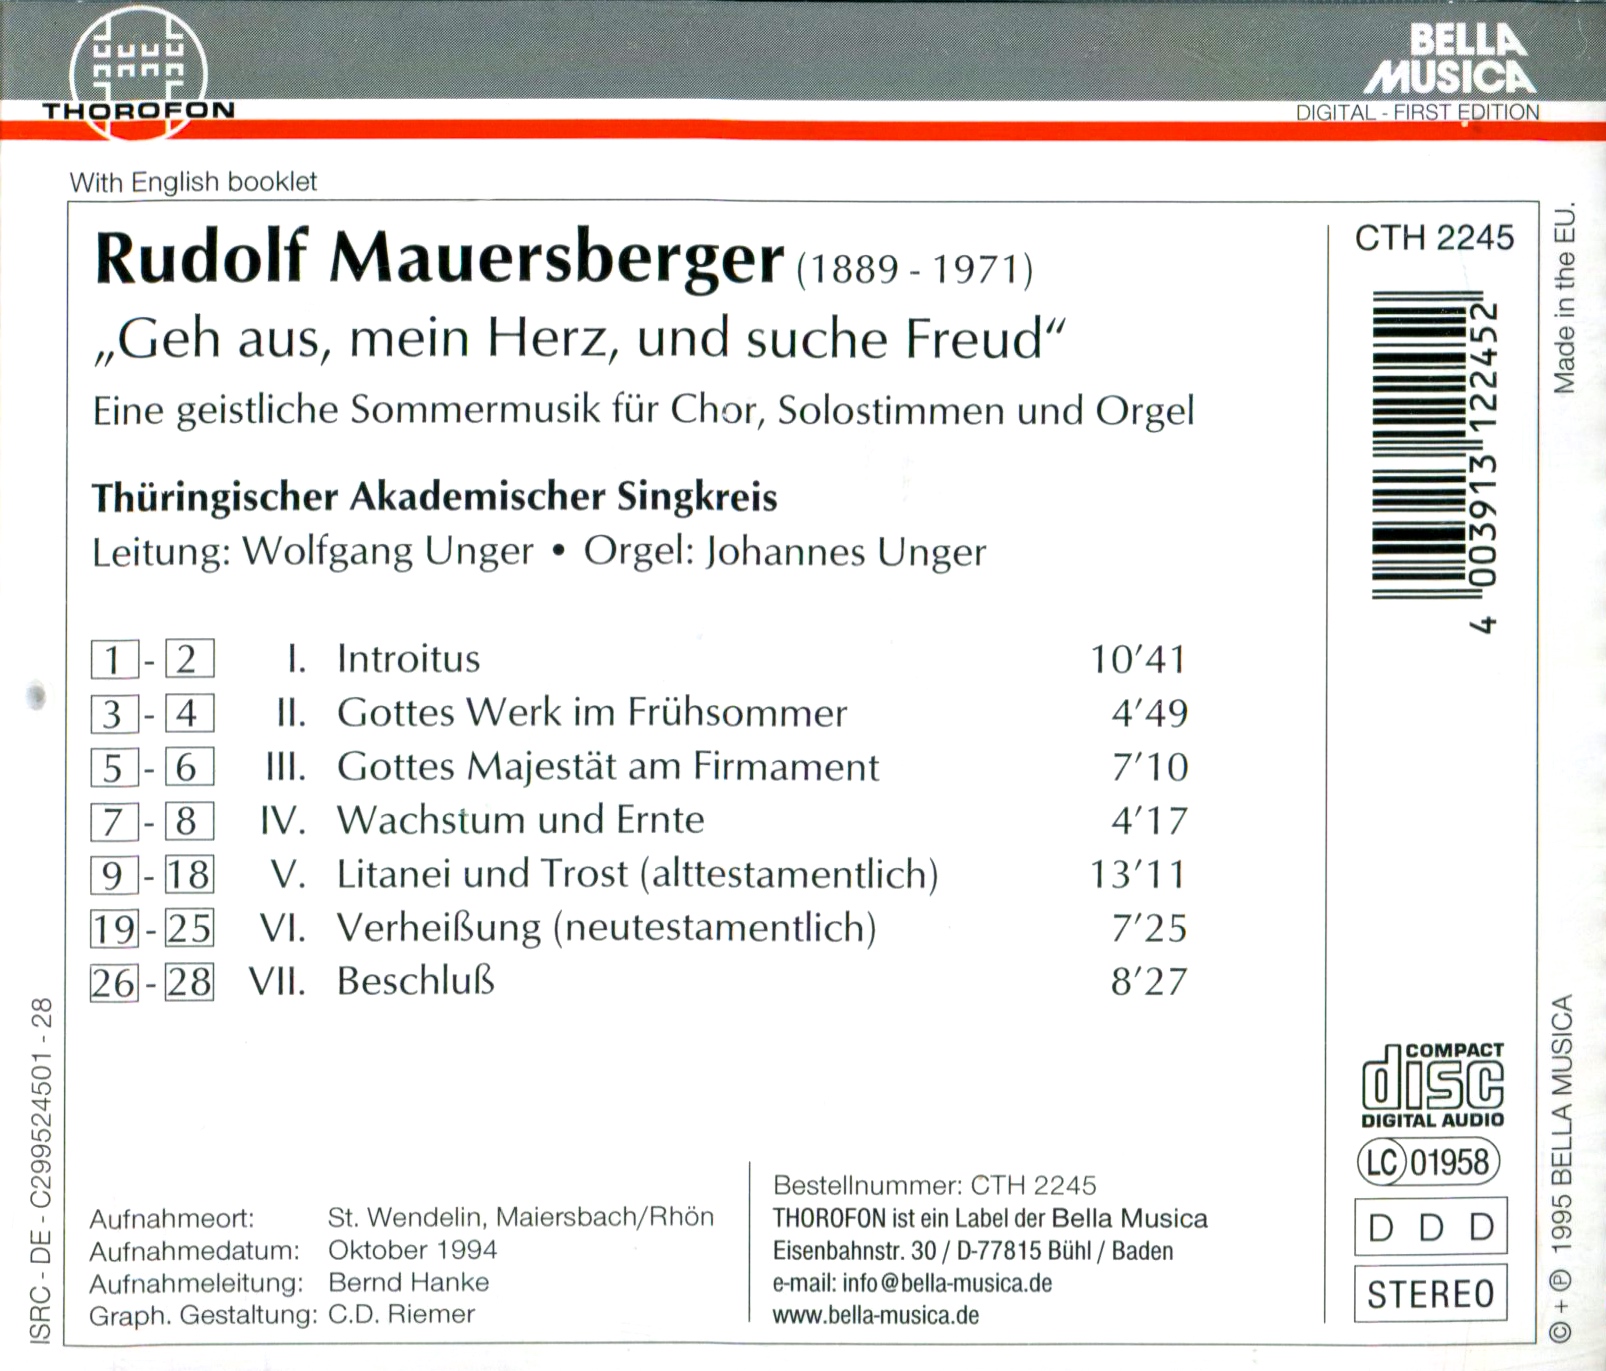 THOROFON
BELLA
MUSICA
DIGITAL - FIRST EDITION
With English booklet
Rudolf Mauersberger (1889 - 1971)
„Geh aus, mein Herz, und suche Freud“
Eine geistliche Sommermusik für Chor, Solostimmen und Orgel
Thüringischer Akademischer Singkreis
Leitung: Wolfgang Unger • Orgel: Johannes Unger
1 - 2 I. Introitus 10’41
3 - 4 II. Gottes Werk im Frühsommer 4’49
5 - 6 III. Gottes Majestät am Firmament 7’10
7 - 8 IV. Wachstum und Ernte 4’17
9 - 18 V. Litanei und Trost (alttestamentlich) 13’11
19 - 25 VI. Verheißung (neutestamentlich) 7’25
26 - 28 VII. Beschluß 8’27
Aufnahmeort: St. Wendelin, Maiersbach/Rhön
Aufnahmedatum: Oktober 1994
Aufnahmeleitung: Bernd Hanke
Graph. Gestaltung: C.D. Riemer
Bestellnummer: CTH 2245
THOROFON ist ein Label der Bella Musica
Eisenbahnstr. 30 / D-77815 Bühl / Baden
e-mail: info@bella-musica.de
www.bella-musica.de
CTH 2245
4 003913 122452
COMPACT
disc
DIGITAL AUDIO
LC 01958
D D D
STEREO
Made in the EU.
© + ℗ 1995 BELLA MUSICA
ISRC - DE - C299524501 - 28